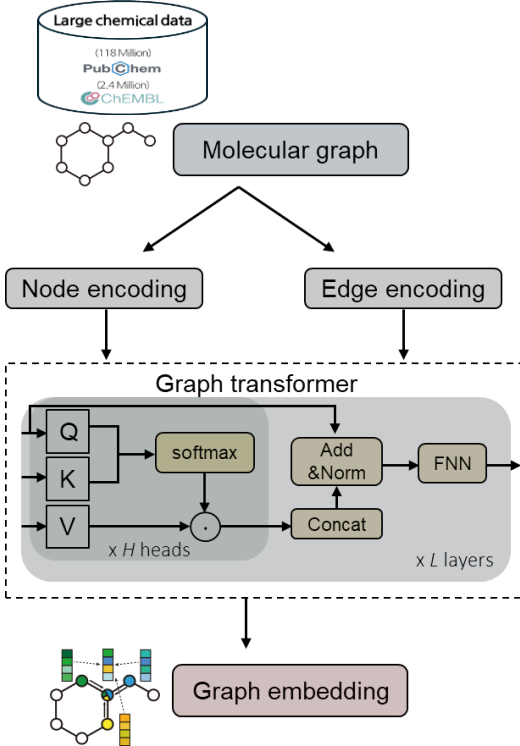 Large chemical data
(118 Million)
PubChem
(2.4 Million)
ChEMBL
Molecular graph
Node encoding
Edge encoding
Graph transformer
Q
K
V
softmax
Add
&Norm
FNN
Concat
x H heads
x L layers
Graph embedding